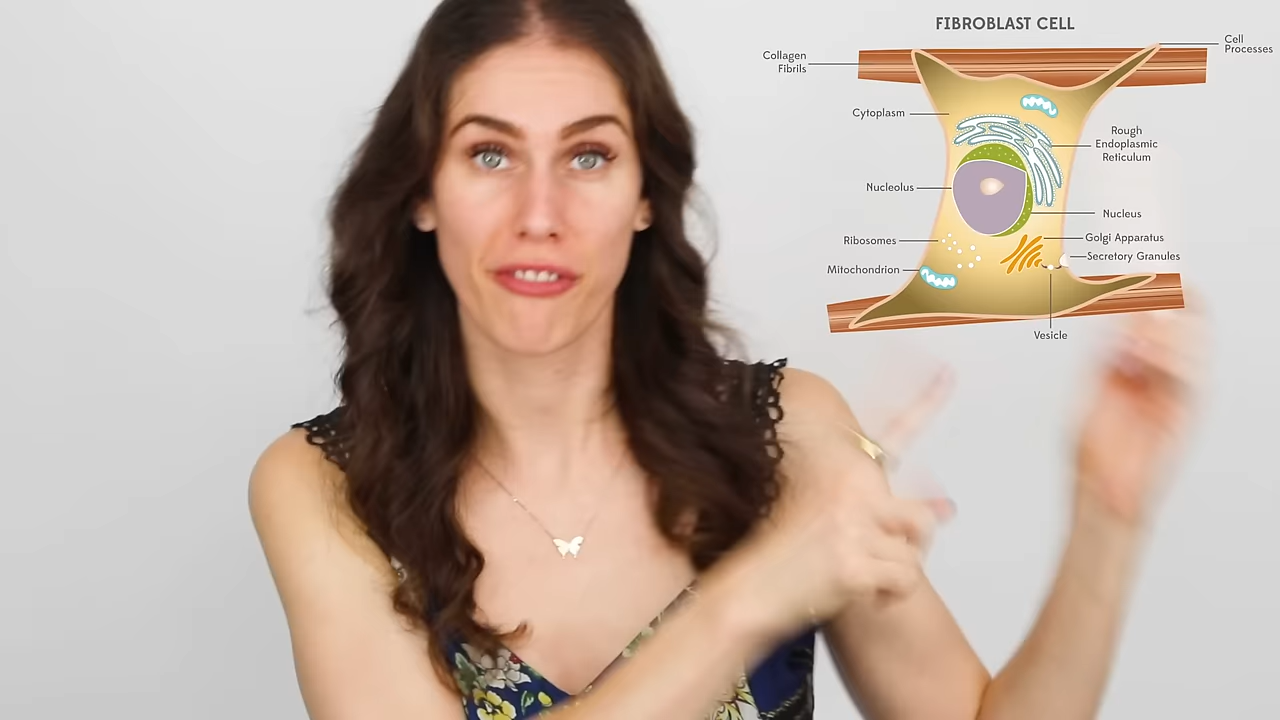 FIBROBLAST CELL
Collagen
Fibrils
Cell
Processes
Cytoplasm
Rough
Endoplasmic
Reticulum
Nucleolus
Nucleus
Ribosomes
Golgi Apparatus
Secretory Granules
Mitochondrion
Vesicle